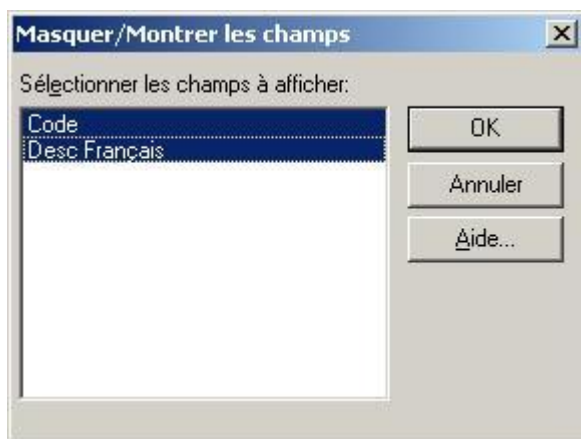 Masquer/Montrer les champs
Sélectionner les champs à afficher:
Code
Desc Français
OK
Annuler
Aide...